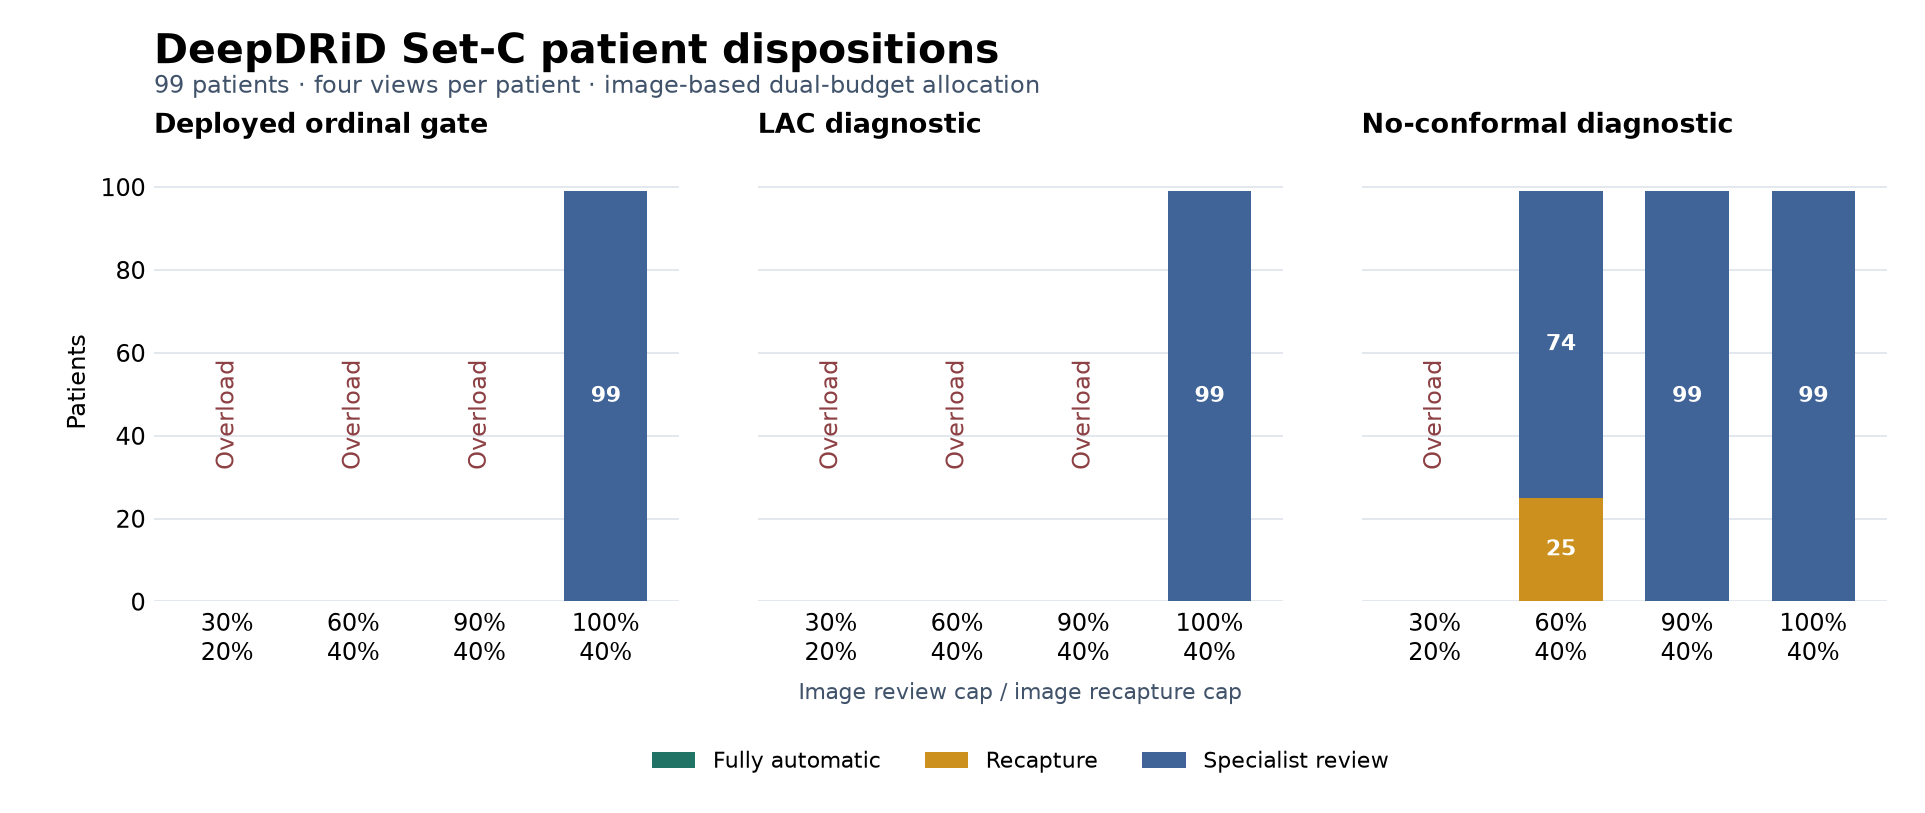 DeepDRiD Set-C patient dispositions
99 patients · four views per patient · image-based dual-budget allocation
Deployed ordinal gate
Patients
100
80
60
40
20
0
Overload
Overload
Overload
99
30% 60% 90% 100%
20% 40% 40% 40%
LAC diagnostic
Overload
Overload
Overload
99
30% 60% 90% 100%
20% 40% 40% 40%
No-conformal diagnostic
Overload
74
25
99
99
30% 60% 90% 100%
20% 40% 40% 40%
Image review cap / image recapture cap
Fully automatic
Recapture
Specialist review